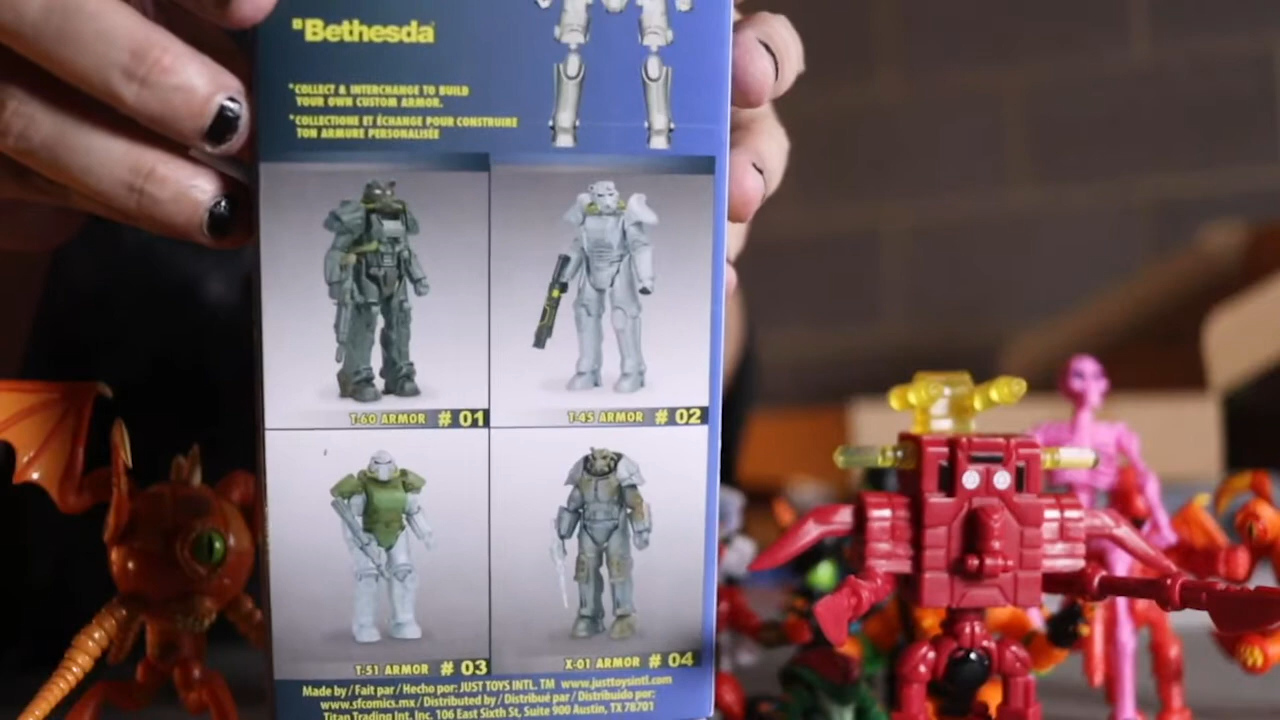 Bethesda
*COLLECT & INTERCHANGE TO BUILD
YOUR OWN CUSTOM ARMOR.
*COLLECTIONE ET ÉCHANGE POUR CONSTRUIRE
TON ARMURE PERSONALISÉE
T-60 ARMOR # 01
T-45 ARMOR # 02
T-51 ARMOR # 03
X-01 ARMOR # 04
Made by / Fait par / Hecho por: JUST TOYS INTL. TM www.justtoysintl.com
www.sfcomics.mx / Distributed by / Distribué par / Distribuido por:
Titan Trading Int. Inc. 106 East Sixth St, Suite 900 Austin, TX 78701